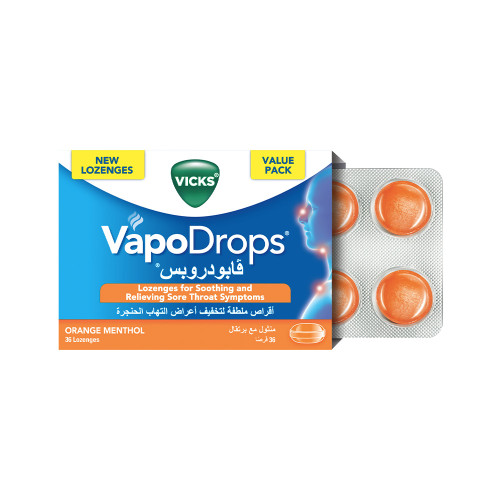 NEW
LOZENGES
VALUE
PACK
VICKS
VapoDrops®
ڤابودروبس®
Lozenges for Soothing and
Relieving Sore Throat Symptoms
أقراص ملطفة لتخفيف أعراض التهاب الحنجرة
ORANGE MENTHOL
36 Lozenges
منثول مع برتقال
36 قرص